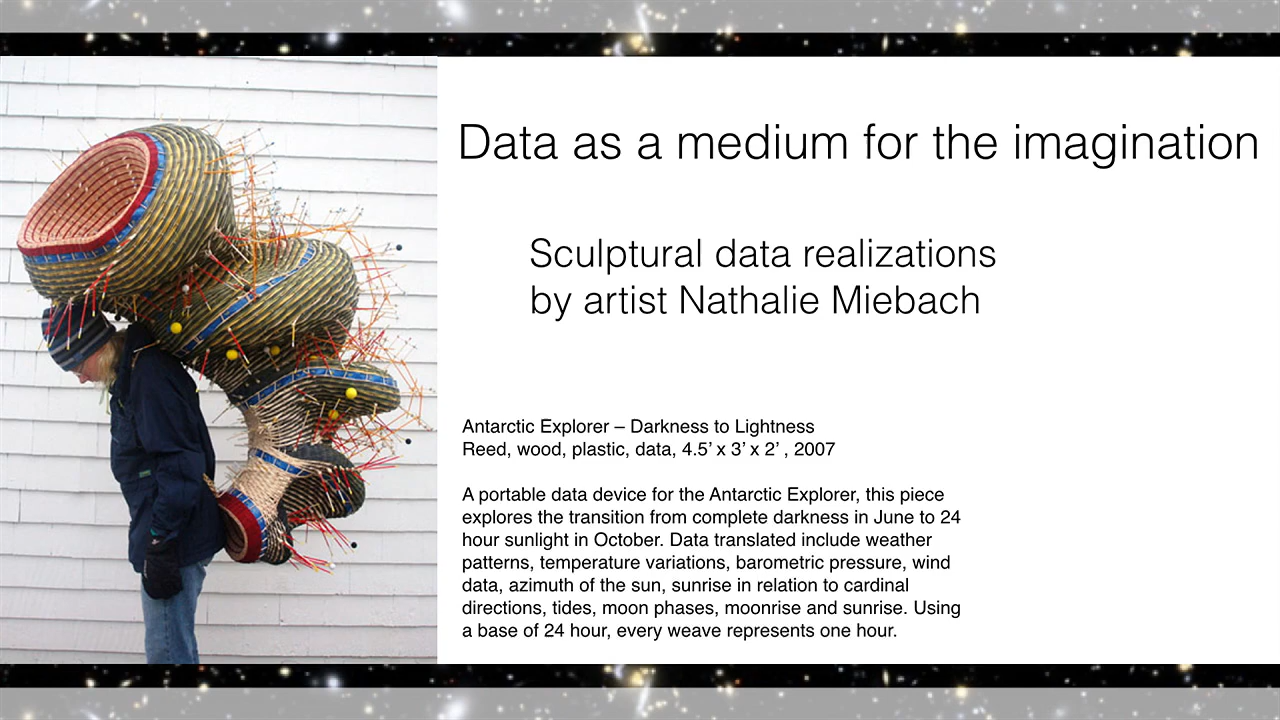 Data as a medium for the imagination
Sculptural data realizations
by artist Nathalie Miebach
Antarctic Explorer – Darkness to Lightness
Reed, wood, plastic, data, 4.5’ x 3’ x 2’ , 2007
A portable data device for the Antarctic Explorer, this piece
explores the transition from complete darkness in June to 24
hour sunlight in October. Data translated include weather
patterns, temperature variations, barometric pressure, wind
data, azimuth of the sun, sunrise in relation to cardinal
directions, tides, moon phases, moonrise and sunrise. Using
a base of 24 hour, every weave represents one hour.